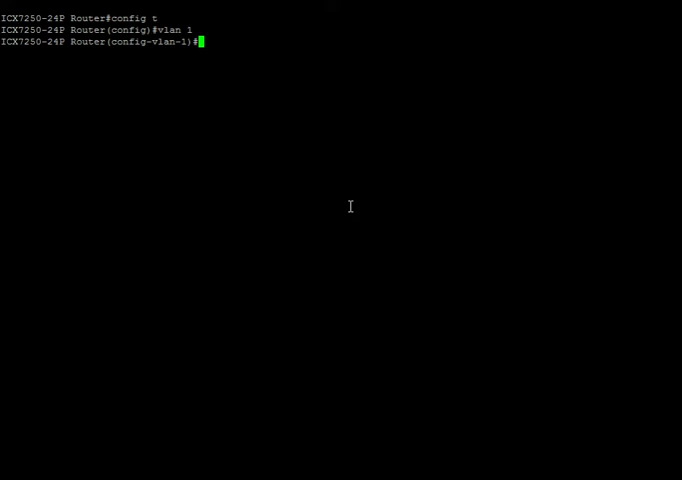 ICX7250-24P Router#config t
ICX7250-24P Router(config)#vlan 1
ICX7250-24P Router(config-vlan-1)#